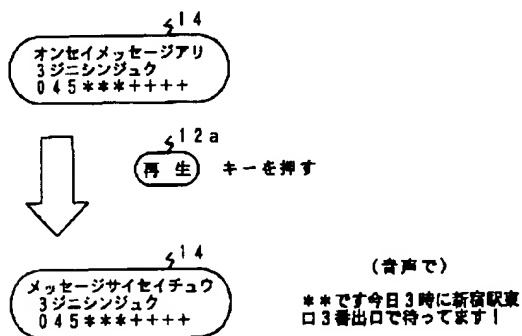 14
オンセイメッセージアリ
3ジニシンジュク
045***++++
12a
再生 キーを押す
14
メッセージサイセイチュウ
3ジニシンジュク
045***++++
(音声で)
**です今日3時に新宿駅東
口3番出口で待ってます!